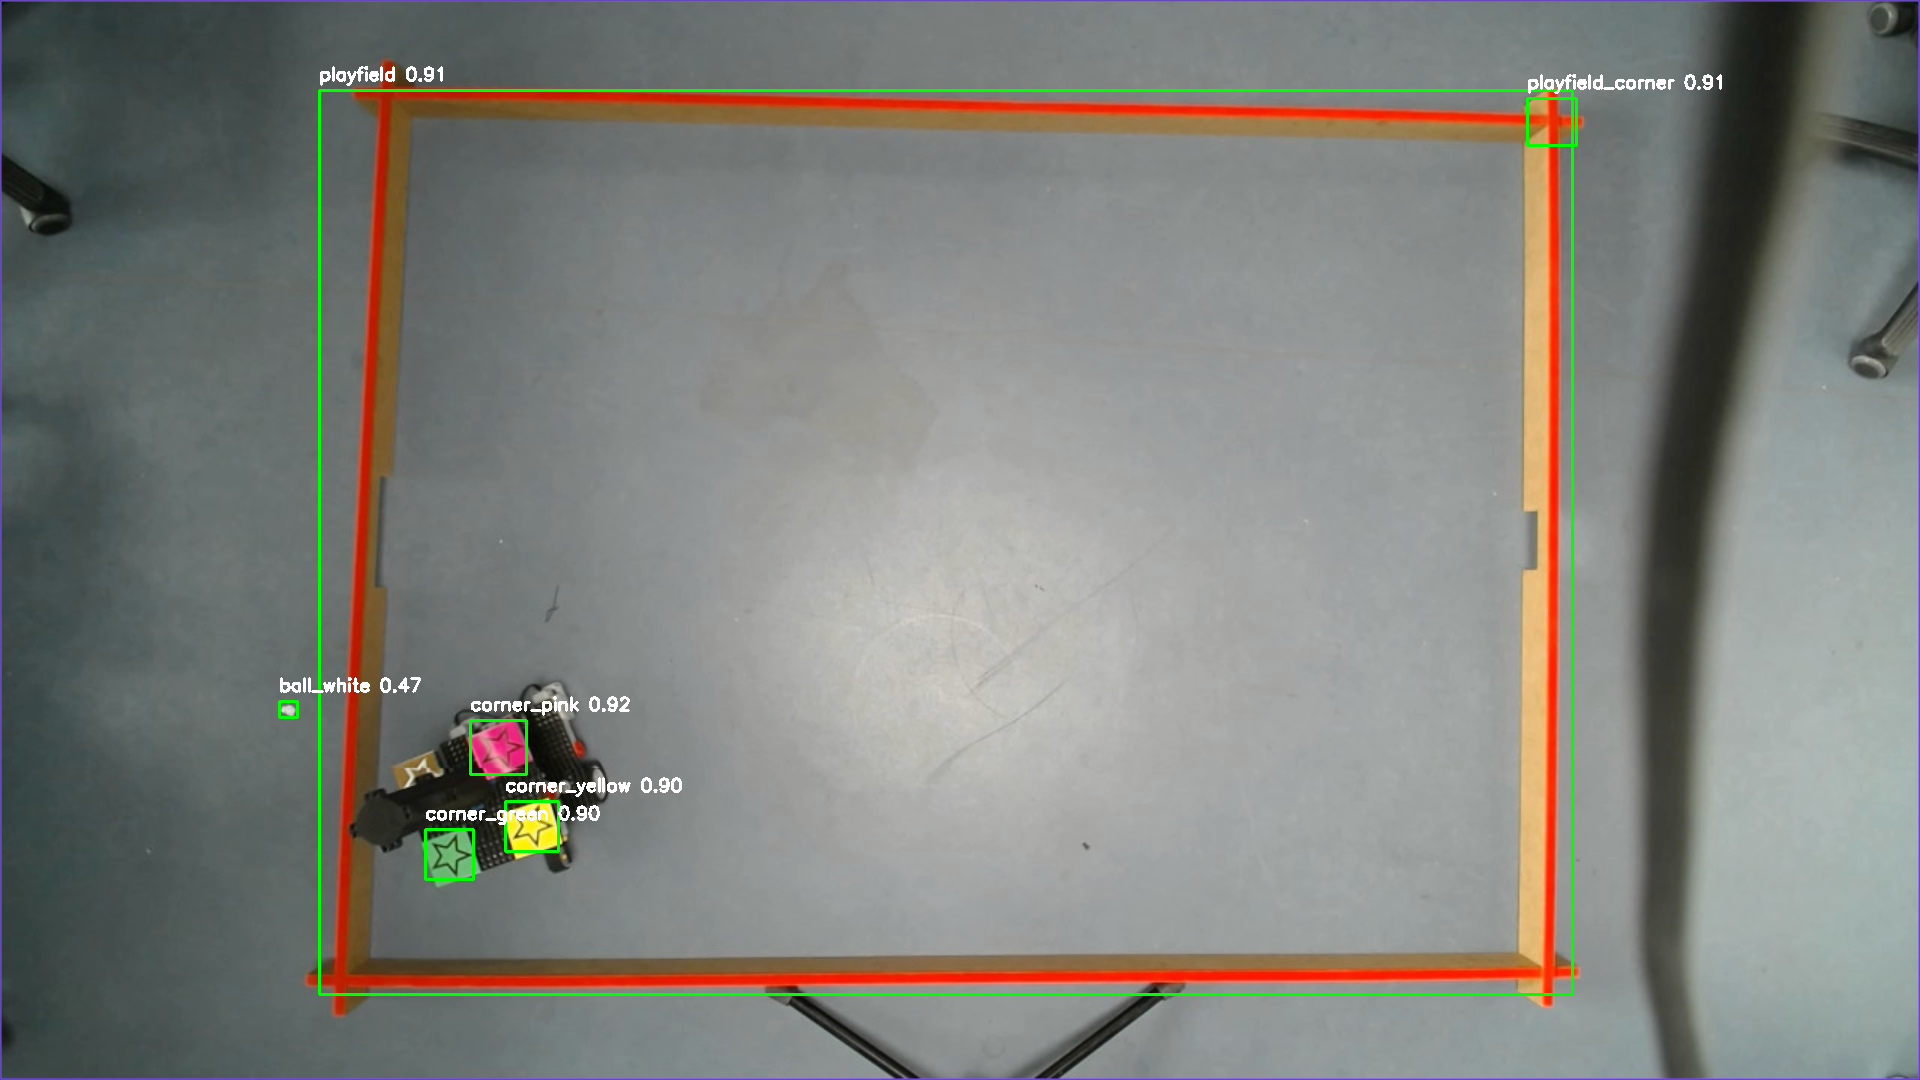 playfield 0.91
playfield_corner 0.91
ball_white 0.47
corner_pink 0.92
corner_yellow 0.90
corner_green 0.90